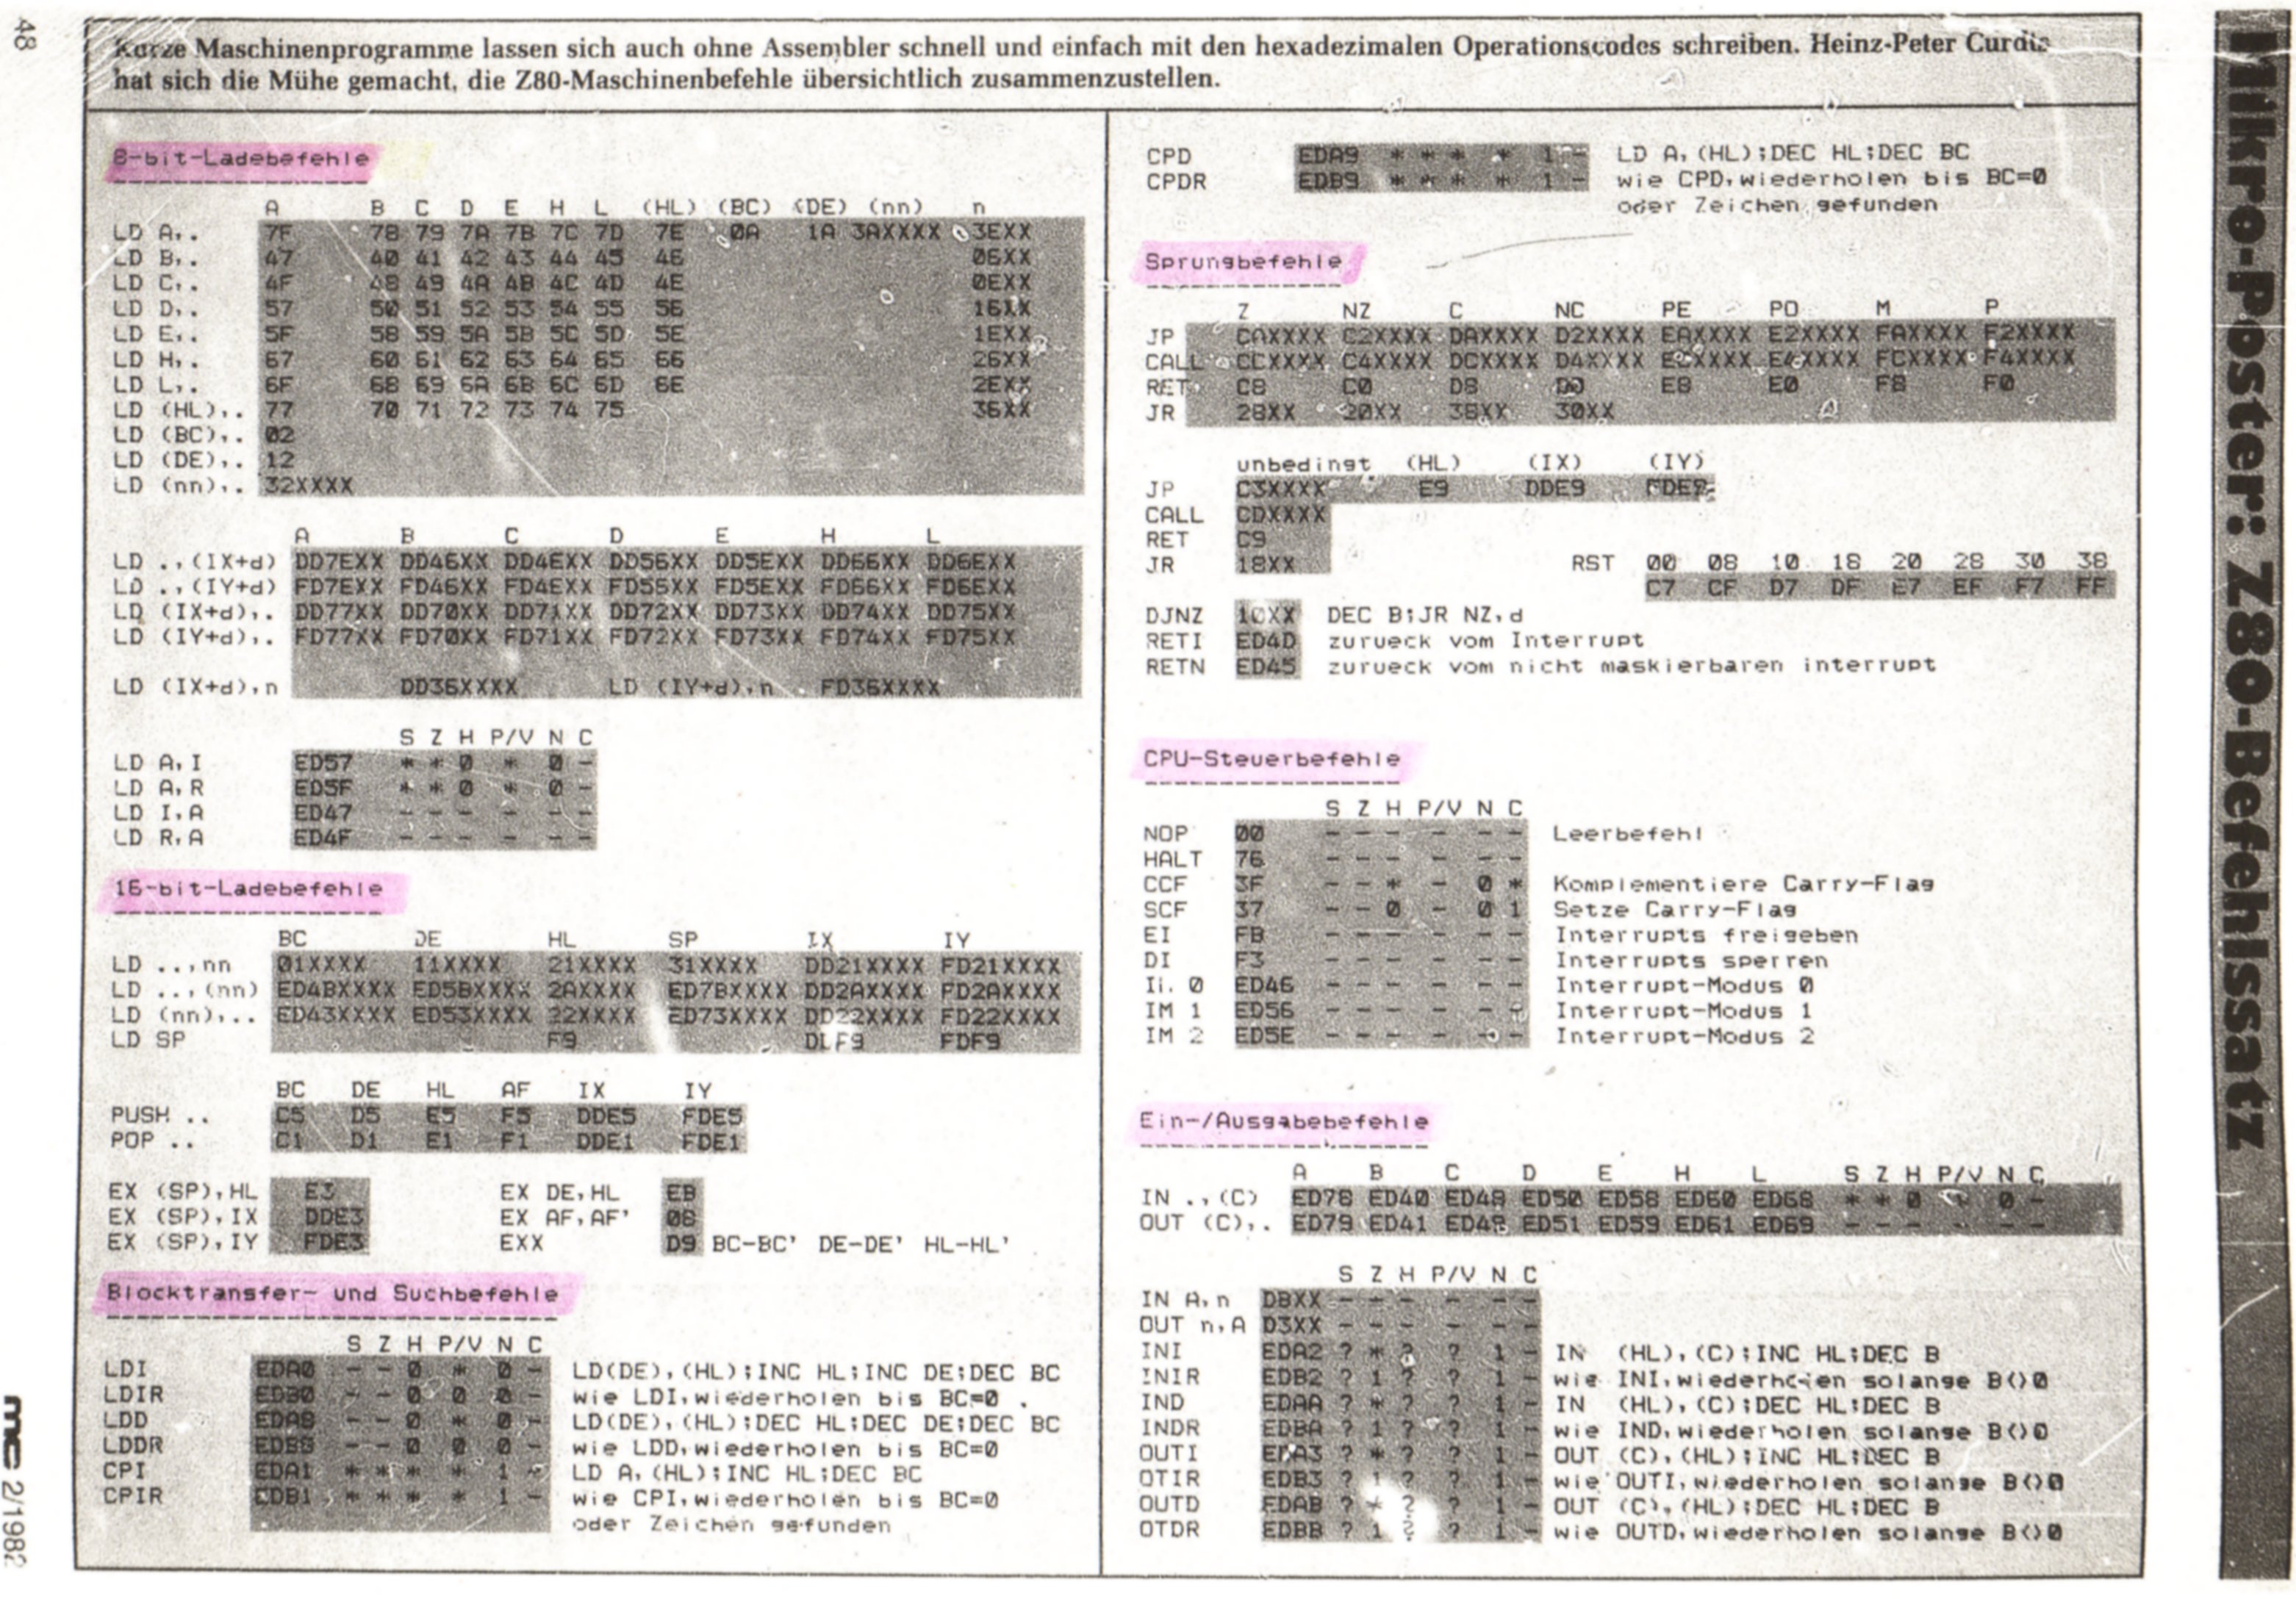 48
Kurze Maschinenprogramme lassen sich auch ohne Assembler schnell und einfach mit den hexadezimalen Operationscodes schreiben. Heinz-Peter Curdis
hat sich die Mühe gemacht, die Z80-Maschinenbefehle übersichtlich zusammenzustellen.
8-bit-Ladebefehle
A B C D E H L (HL) (BC) (DE) (nn) n
LD A,.. 7F 78 79 7A 7B 7C 7D 7E 0A 1A 3AXXXX 3EXX
LD B,.. 47 40 41 42 43 44 45 46 06XX
LD C,.. 4F 48 49 4A 4B 4C 4D 4E 0EXX
LD D,.. 57 50 51 52 53 54 55 56 16XX
LD E,.. 5F 58 59 5A 5B 5C 5D 5E 1EXX
LD H,.. 67 60 61 62 63 64 65 66 26XX
LD L,.. 6F 68 69 6A 6B 6C 6D 6E 2EXX
LD (HL),.. 77 70 71 72 73 74 75 36XX
LD (BC),.. 02
LD (DE),.. 12
LD (nn),.. 32XXXX
A B C D E H L
LD .,(IX+d) DD7EXX DD46XX DD4EXX DD56XX DD5EXX DD66XX DD6EXX
LD .,(IY+d) FD7EXX FD46XX FD4EXX FD56XX FD5EXX FD66XX FD6EXX
LD (IX+d),. DD77XX DD70XX DD71XX DD72XX DD73XX DD74XX DD75XX
LD (IY+d),. FD77XX FD70XX FD71XX FD72XX FD73XX FD74XX FD75XX
LD (IX+d),n DD36XXXX LD (IY+d),n FD36XXXX
S Z H P/V N C
LD A,I ED57 * * 0 * 0 -
LD A,R ED5F * * 0 * 0 -
LD I,A ED47 - - - - - -
LD R,A ED4F - - - - - -
16-bit-Ladebefehle
BC DE HL SP IX IY
LD ..,nn 01XXXX 11XXXX 21XXXX 31XXXX DD21XXXX FD21XXXX
LD ..,(nn) ED4BXXXX ED5BXXXX 2AXXXX ED7BXXXX DD2AXXXX FD2AXXXX
LD (nn),.. ED43XXXX ED53XXXX 22XXXX ED73XXXX DD22XXXX FD22XXXX
LD SP F9 F9 FDF9
BC DE HL AF IX IY
PUSH .. C5 D5 E5 F5 DDE5 FDE5
POP .. C1 D1 E1 F1 DDE1 FDE1
EX (SP),HL E3 EX DE,HL EB
EX (SP),IX DDE3 EX AF,AF' 08
EX (SP),IY FDE3 EXX D9 BC-BC' DE-DE' HL-HL'
Blocktransfer- und Suchbefehle
S Z H P/V N C
LDI EDA0 - - 0 * 0 - LD(DE),(HL);INC HL;INC DE;DEC BC
LDIR EDB0 - - 0 0 0 - wie LDI,wiederholen bis BC=0
LDD EDA8 - - 0 * 0 - LD(DE),(HL);DEC HL;DEC DE;DEC BC
LDDR EDB8 - - 0 0 0 - wie LDD,wiederholen bis BC=0
CPI EDA1 * * * * 1 - LD A,(HL);INC HL;DEC BC
CPIR EDB1 * * * * 1 - wie CPI,wiederholen bis BC=0
oder Zeichen gefunden
CPD EDA9 * * * * 1 - LD A,(HL);DEC HL;DEC BC
CPDR EDB9 * * * * 1 - wie CPD,wiederholen bis BC=0
oder Zeichen gefunden
Sprungbefehle
Z NZ C NC PE PO M P
JP CAXXXX C2XXXX DAXXXX D2XXXX EAXXXX E2XXXX FAXXXX F2XXXX
CALL CCXXXX C4XXXX DCXXXX D4XXXX ECXXXX E4XXXX FCXXXX F4XXXX
RET C8 C0 D8 D0 E8 E0 F8 F0
JR 28XX 20XX 38XX 30XX
unbedingt (HL) (IX) (IY)
JP C3XXXX E9 DDE9 FDE9
CALL CDXXXX
RET C9
JR 18XX
RST 00 08 10 18 20 28 30 38
C7 CF D7 DF E7 EF F7 FF
DJNZ 10XX DEC B;JR NZ,d
RETI ED4D zurueck vom Interrupt
RETN ED45 zurueck vom nicht maskierbaren interrupt
CPU-Steuerbefehle
S Z H P/V N C
NOP 00 - - - - - - Leerbefehl
HALT 76 - - - - - -
CCF 3F - - * - 0 * Komplementiere Carry-Flag
SCF 37 - - 0 - 0 1 Setze Carry-Flag
EI FB - - - - - - Interrupts freigeben
DI F3 - - - - - - Interrupts sperren
0 ED46 - - - - - - Interrupt-Modus 0
IM 1 ED56 - - - - - - Interrupt-Modus 1
IM 2 ED5E - - - - - - Interrupt-Modus 2
Ein-/Ausgabebefehle
A B C D E H L S Z H P/V N C
IN .,(C) ED78 ED40 ED48 ED50 ED58 ED60 ED68 * * 0 * 0 -
OUT (C),. ED79 ED41 ED49 ED51 ED59 ED61 ED69 - - - - - -
S Z H P/V N C
IN A,n DBXX - - - - - -
OUT n,A D3XX - - - - - -
INI EDA2 ? * ? ? 1 - IN (HL),(C);INC HL;DEC B
INIR EDB2 ? 1 ? ? 1 - wie INI,wiederholen solange B<>0
IND EDAA ? * ? ? 1 - IN (HL),(C);DEC HL;DEC B
INDR EDBA ? 1 ? ? 1 - wie IND,wiederholen solange B<>0
OUTI EDA3 ? * ? ? 1 - OUT (C),(HL);INC HL;DEC B
OTIR EDB3 ? 1 ? ? 1 - wie OUTI,wiederholen solange B<>0
OUTD EDAB ? * ? ? 1 - OUT (C),(HL);DEC HL;DEC B
OTDR EDBB ? 1 ? ? 1 - wie OUTD,wiederholen solange B<>0
Mikro-Poster: Z80-Befehlssatz
mc 2/1982